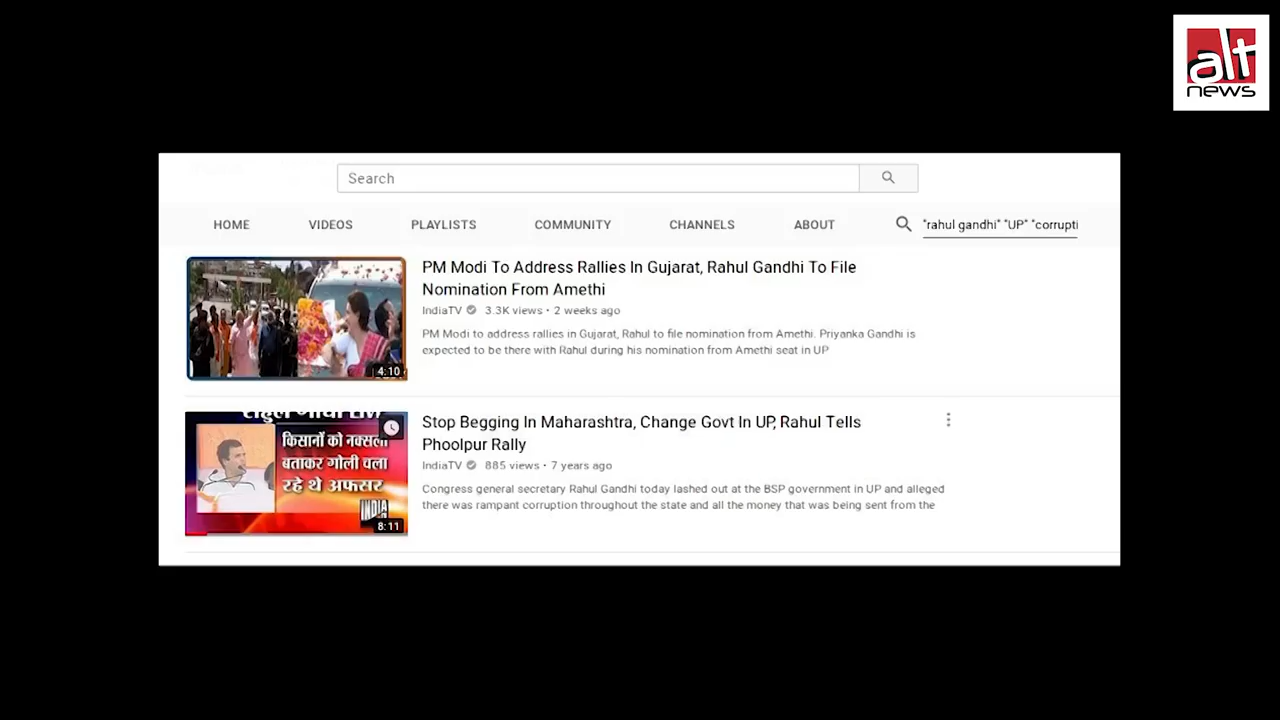 alt
news
Search
HOME VIDEOS PLAYLISTS COMMUNITY CHANNELS ABOUT "rahul gandhi" "UP" "corrupti
PM Modi To Address Rallies In Gujarat, Rahul Gandhi To File
Nomination From Amethi
IndiaTV 3.3K views • 2 weeks ago
PM Modi to address rallies in Gujarat, Rahul to file nomination from Amethi. Priyanka Gandhi is
expected to be there with Rahul during his nomination from Amethi seat in UP
4:10
किसानों को नक्सली
बताकर गोली चला
रहे थे अफसर
INDIA
8:11
Stop Begging In Maharashtra, Change Govt In UP, Rahul Tells
Phoolpur Rally
IndiaTV 885 views • 7 years ago
Congress general secretary Rahul Gandhi today lashed out at the BSP government in UP and alleged
there was rampant corruption throughout the state and all the money that was being sent from the